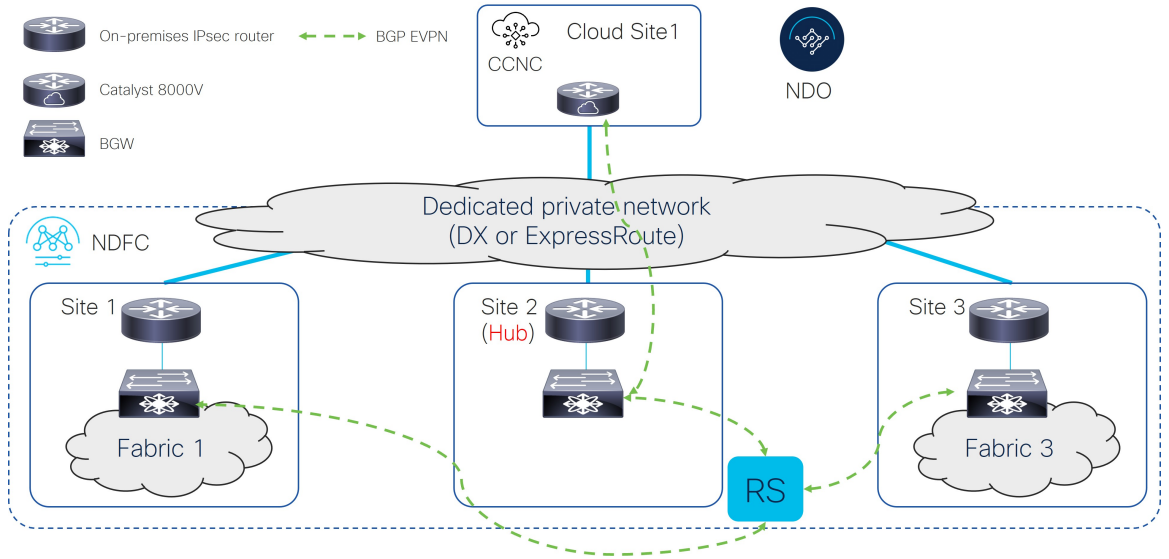 On-premises IPsec router
BGP EVPN
Catalyst 8000V
BGW
CCNC
Cloud Site1
NDO
Dedicated private network
(DX or ExpressRoute)
NDFC
Site 1
Site 2
(Hub)
Site 3
Fabric 1
Fabric 3
RS